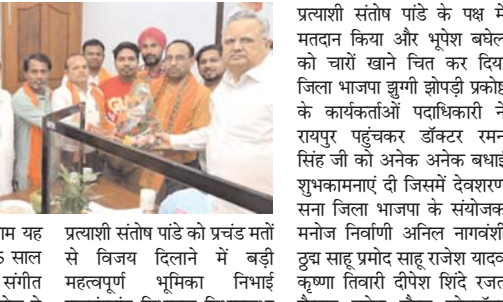 ाम यह
साल
संगीत
प्रत्याशी संतोष पांडे को प्रचंड मतों
से विजय दिलाने में बड़ी
महत्वपूर्ण भूमिका निभाई
प्रत्याशी संतोष पांडे के पक्ष में
मतदान किया और भूपेश बघेल
को चारों खाने चित कर दिया
जिला भाजपा झुग्गी झोपड़ी प्रकोष्ठ
के कार्यकर्ताओं पदाधिकारी ने
रायपुर पहुंचकर डॉक्टर रमन
सिंह जी को अनेक अनेक बधाई
शुभकामनाएं दी जिसमें देवशरण
सना जिला भाजपा के संयोजक
मनोज निर्वाणी अनिल नागवंशी
ठुद्य साहू प्रमोद साहू राजेश यादव
कृष्णा तिवारी दीपेश शिंदे रजत